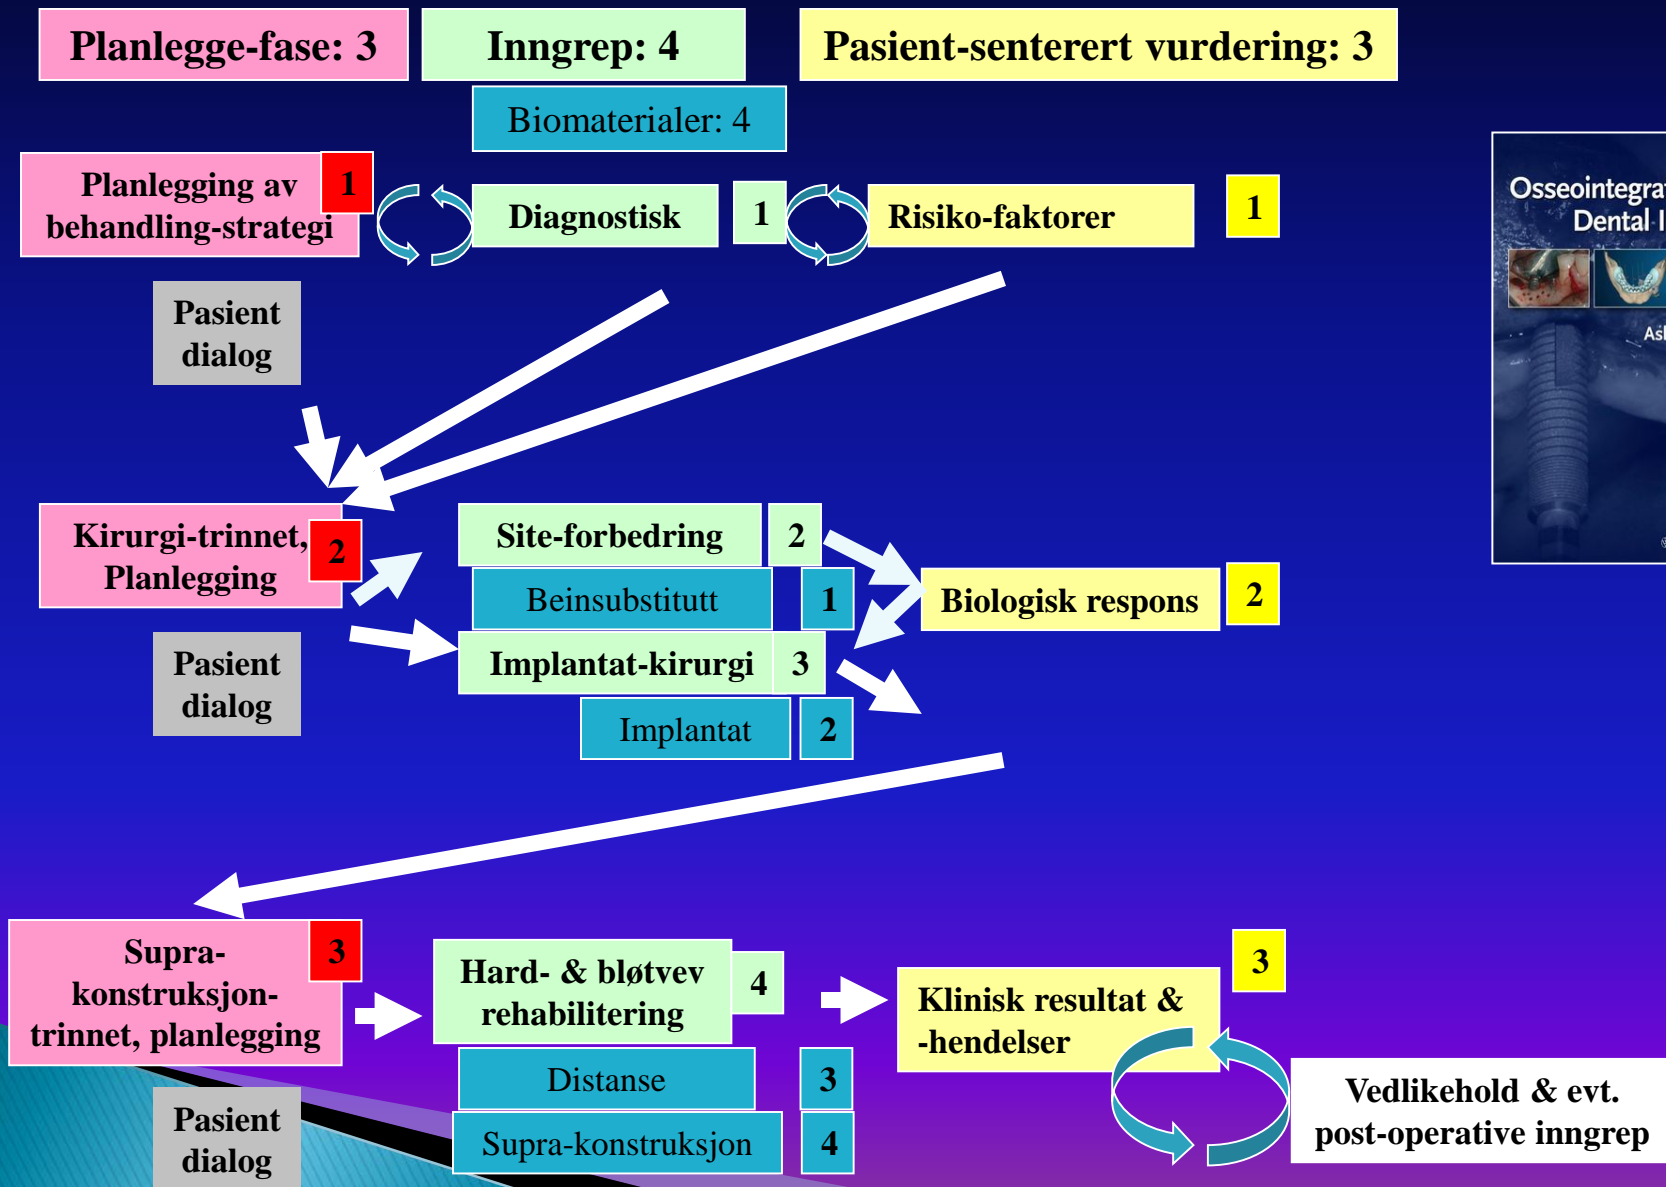 Planlegge-fase: 3
Inngrep: 4
Pasient-senterert vurdering: 3
Biomaterialer: 4
Planlegging av
behandling-strategi
1
Diagnostisk
1
Risiko-faktorer
1
Pasient
dialog
Dental
Kirurgi-trinnet,
Planlegging
2
Site-forbedring
2
Beinsubstitutt
1
Biologisk respons
2
Implantat-kirurgi
3
Implantat
2
Pasient
dialog
Supra-
konstruksjon-
trinnet, planlegging
3
Hard- & bløtvev
rehabilitering
4
Klinisk resultat &
-hendelser
3
Distanse
3
Supra-konstruksjon
4
Vedlikehold & evt.
post-operative inngrep
Pasient
dialog